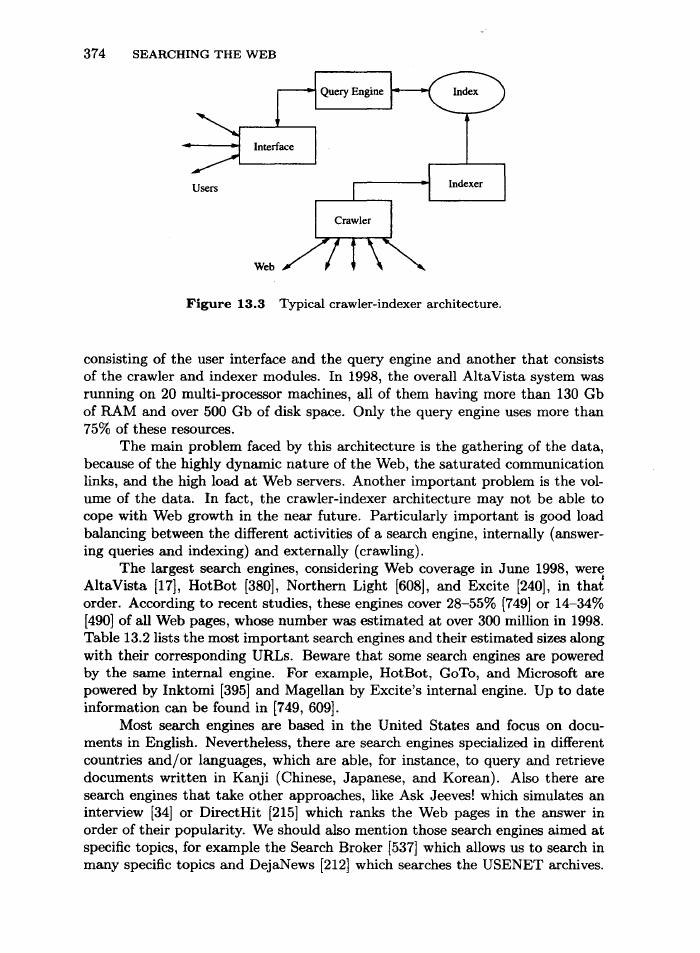 374 SEARCHING THE WEB
Query Engine
Index
Interface
Users
Indexer
Crawler
Web
Figure 13.3 Typical crawler-indexer architecture.
consisting of the user interface and the query engine and another that consists
of the crawler and indexer modules. In 1998, the overall AltaVista system was
running on 20 multi-processor machines, all of them having more than 130 Gb
of RAM and over 500 Gb of disk space. Only the query engine uses more than
75% of these resources.
The main problem faced by this architecture is the gathering of the data,
because of the highly dynamic nature of the Web, the saturated communication
links, and the high load at Web servers. Another important problem is the vol-
ume of the data. In fact, the crawler-indexer architecture may not be able to
cope with Web growth in the near future. Particularly important is good load
balancing between the different activities of a search engine, internally (answer-
ing queries and indexing) and externally (crawling).
The largest search engines, considering Web coverage in June 1998, were
AltaVista [17], HotBot [380], Northern Light [608], and Excite [240], in that
order. According to recent studies, these engines cover 28–55% [749] or 14–34%
[490] of all Web pages, whose number was estimated at over 300 million in 1998.
Table 13.2 lists the most important search engines and their estimated sizes along
with their corresponding URLs. Beware that some search engines are powered
by the same internal engine. For example, HotBot, GoTo, and Microsoft are
powered by Inktomi [395] and Magellan by Excite's internal engine. Up to date
information can be found in [749, 609].
Most search engines are based in the United States and focus on docu-
ments in English. Nevertheless, there are search engines specialized in different
countries and/or languages, which are able, for instance, to query and retrieve
documents written in Kanji (Chinese, Japanese, and Korean). Also there are
search engines that take other approaches, like Ask Jeeves! which simulates an
interview [34] or DirectHit [215] which ranks the Web pages in the answer in
order of their popularity. We should also mention those search engines aimed at
specific topics, for example the Search Broker [537] which allows us to search in
many specific topics and DejaNews [212] which searches the USENET archives.